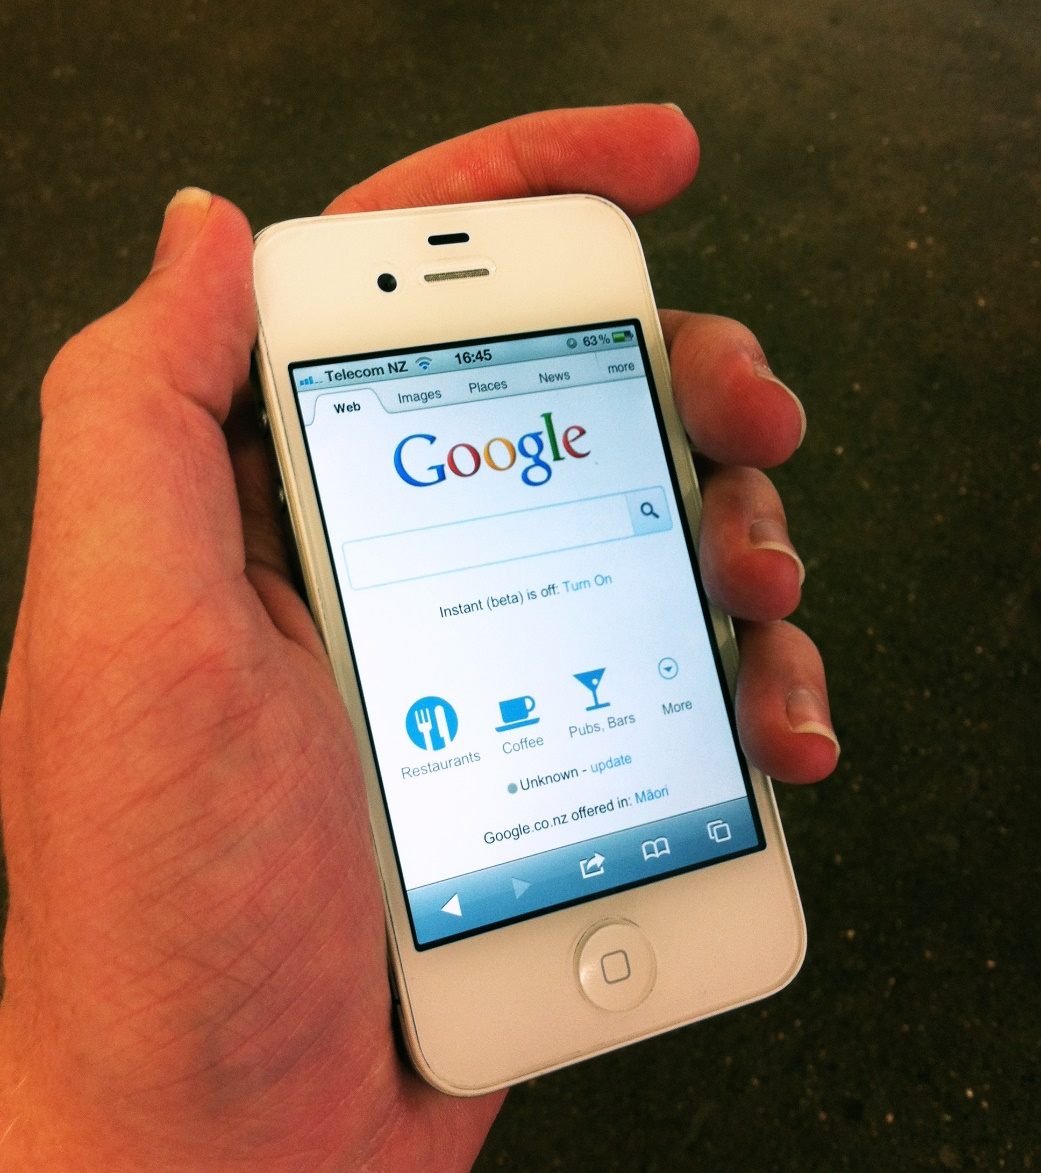 Telecom NZ 16:45 63%
Web Images Places News more
Google
Instant (beta) is off: Turn On
Restaurants Coffee Pubs, Bars More
Unknown - update
Google.co.nz offered in: Māori